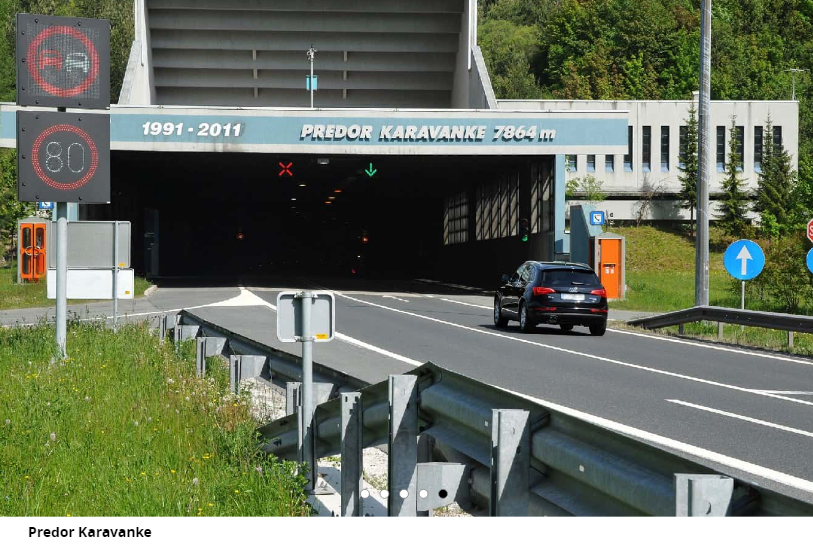 1991 - 2011 PREDOR KARAVANKE 7864 m
80
Predor Karavanke